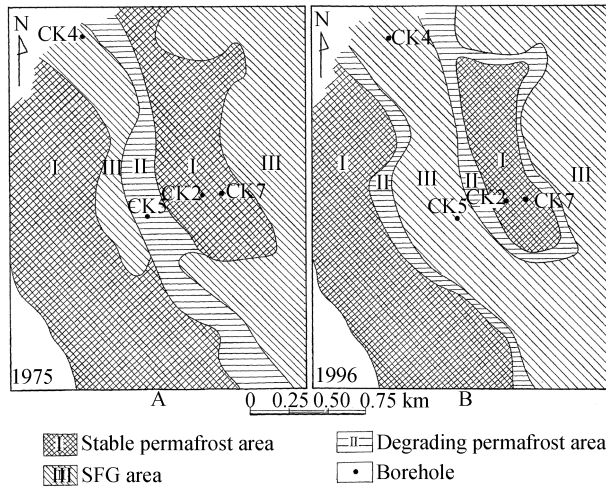 N
CK4
I
III
II
I
III
CK2
CK7
CK5
1975
A
N
CK4
I
II
III
II
I
III
CK2
CK7
CK5
1996
B
0 0.25 0.50 0.75 km
I Stable permafrost area
II Degrading permafrost area
III SFG area
Borehole